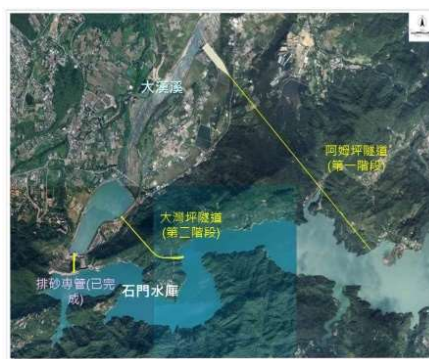 大漢溪
阿姆坪隧道
(第一階段)
大灣坪隧道
(第二階段)
排砂專管(已完
成)
石門水庫